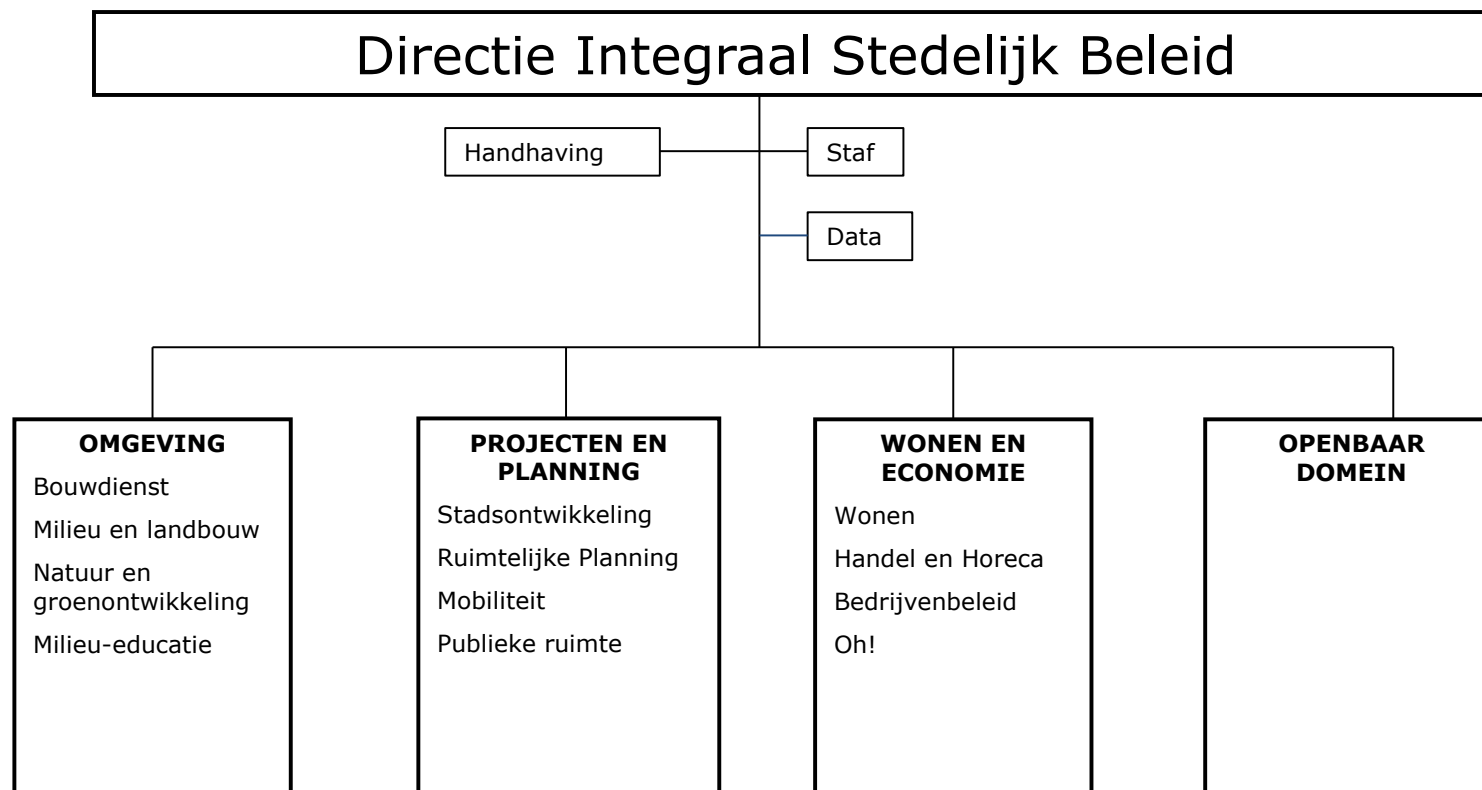 Directie Integraal Stedelijk Beleid
Handhaving
Staf
Data
OMGEVING
Bouwdienst
Milieu en landbouw
Natuur en
groenontwikkeling
Milieu-educatie
PROJECTEN EN
PLANNING
Stadsontwikkeling
Ruimtelijke Planning
Mobiliteit
Publieke ruimte
WONEN EN
ECONOMIE
Wonen
Handel en Horeca
Bedrijvenbeleid
Oh!
OPENBAAR
DOMEIN